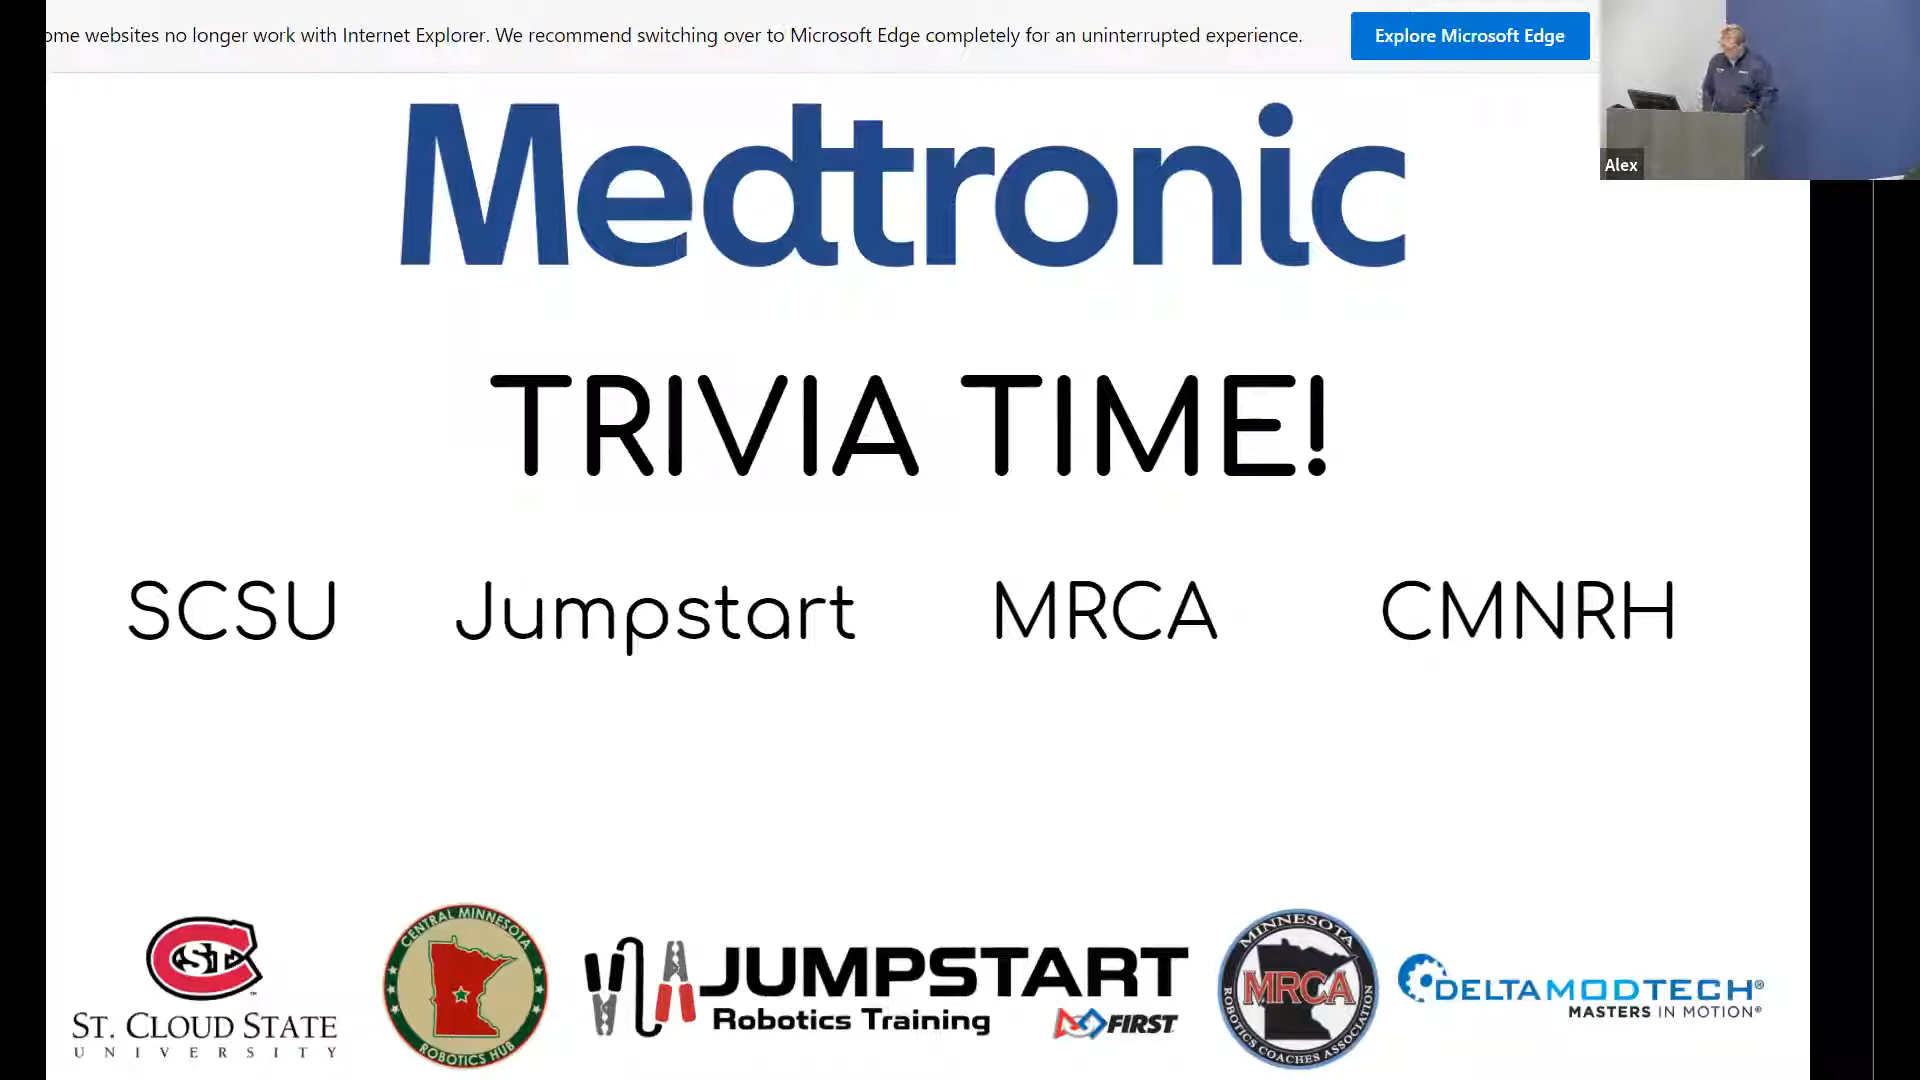 ome websites no longer work with Internet Explorer. We recommend switching over to Microsoft Edge completely for an uninterrupted experience.
Explore Microsoft Edge
Alex
Medtronic
TRIVIA TIME!
SCSU Jumpstart MRCA CMNRH
STC
ST. CLOUD STATE
UNIVERSITY
CENTRAL MINNESOTA
ROBOTICS HUB
JUMPSTART
Robotics Training
FIRST
MINNESOTA
MRCA
ROBOTICS COACHES ASSOCIATION
DELTAMODTECH®
MASTERS IN MOTION®